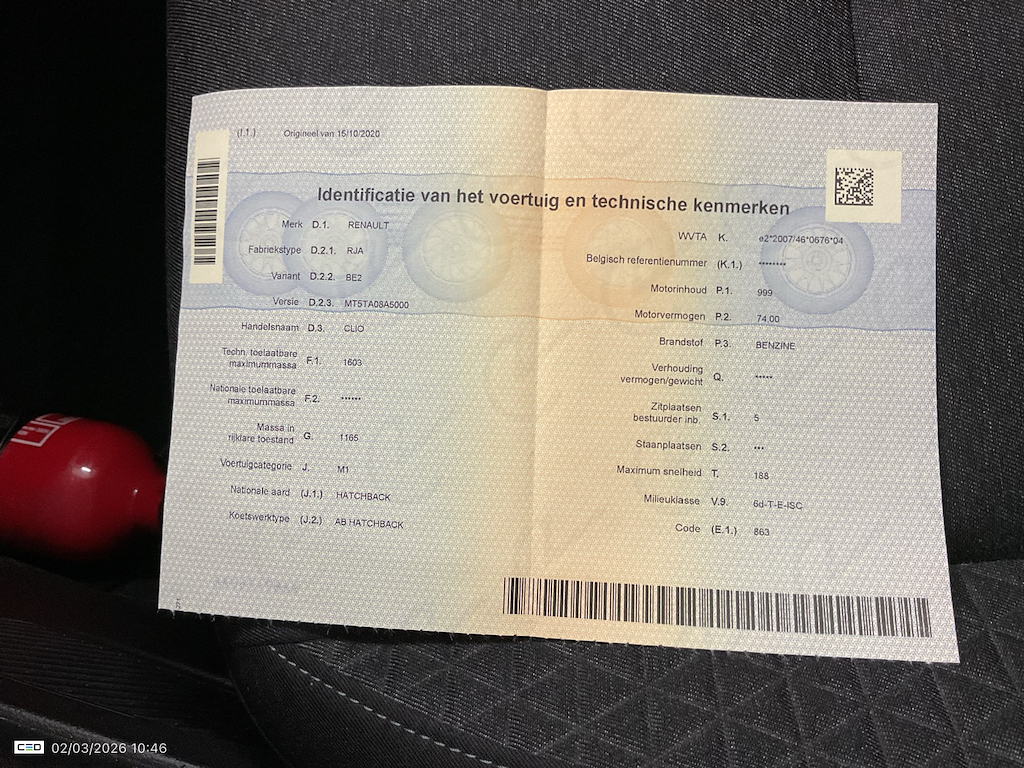 (I.1.) Origineel van 15/10/2020
Identificatie van het voertuig en technische kenmerken
Merk D.1. RENAULT
Fabriekstype D.2.1. RJA
Variant D.2.2. BE2
Versie D.2.3. MT5TA08A5000
Handelsnaam D.3. CLIO
Techn. toelaatbare
maximummassa F.1. 1603
Nationale toelaatbare
maximummassa F.2. ••••••
Massa in
rijklare toestand G. 1165
Voertuigcategorie J. M1
Nationale aard (J.1.) HATCHBACK
Koetswerktype (J.2.) AB HATCHBACK
WVTA K. e2*2007/46*0676*04
Belgisch referentienummer (K.1.) ••••••••
Motorinhoud P.1. 999
Motorvermogen P.2. 74.00
Brandstof P.3. BENZINE
Verhouding
vermogen/gewicht Q. •••••
Zitplaatsen
bestuurder inb. S.1. 5
Staanplaatsen S.2. •••
Maximum snelheid T. 188
Milieuklasse V.9. 6d-T-E-ISC
Code (E.1.) 863
CEO 02/03/2026 10:46